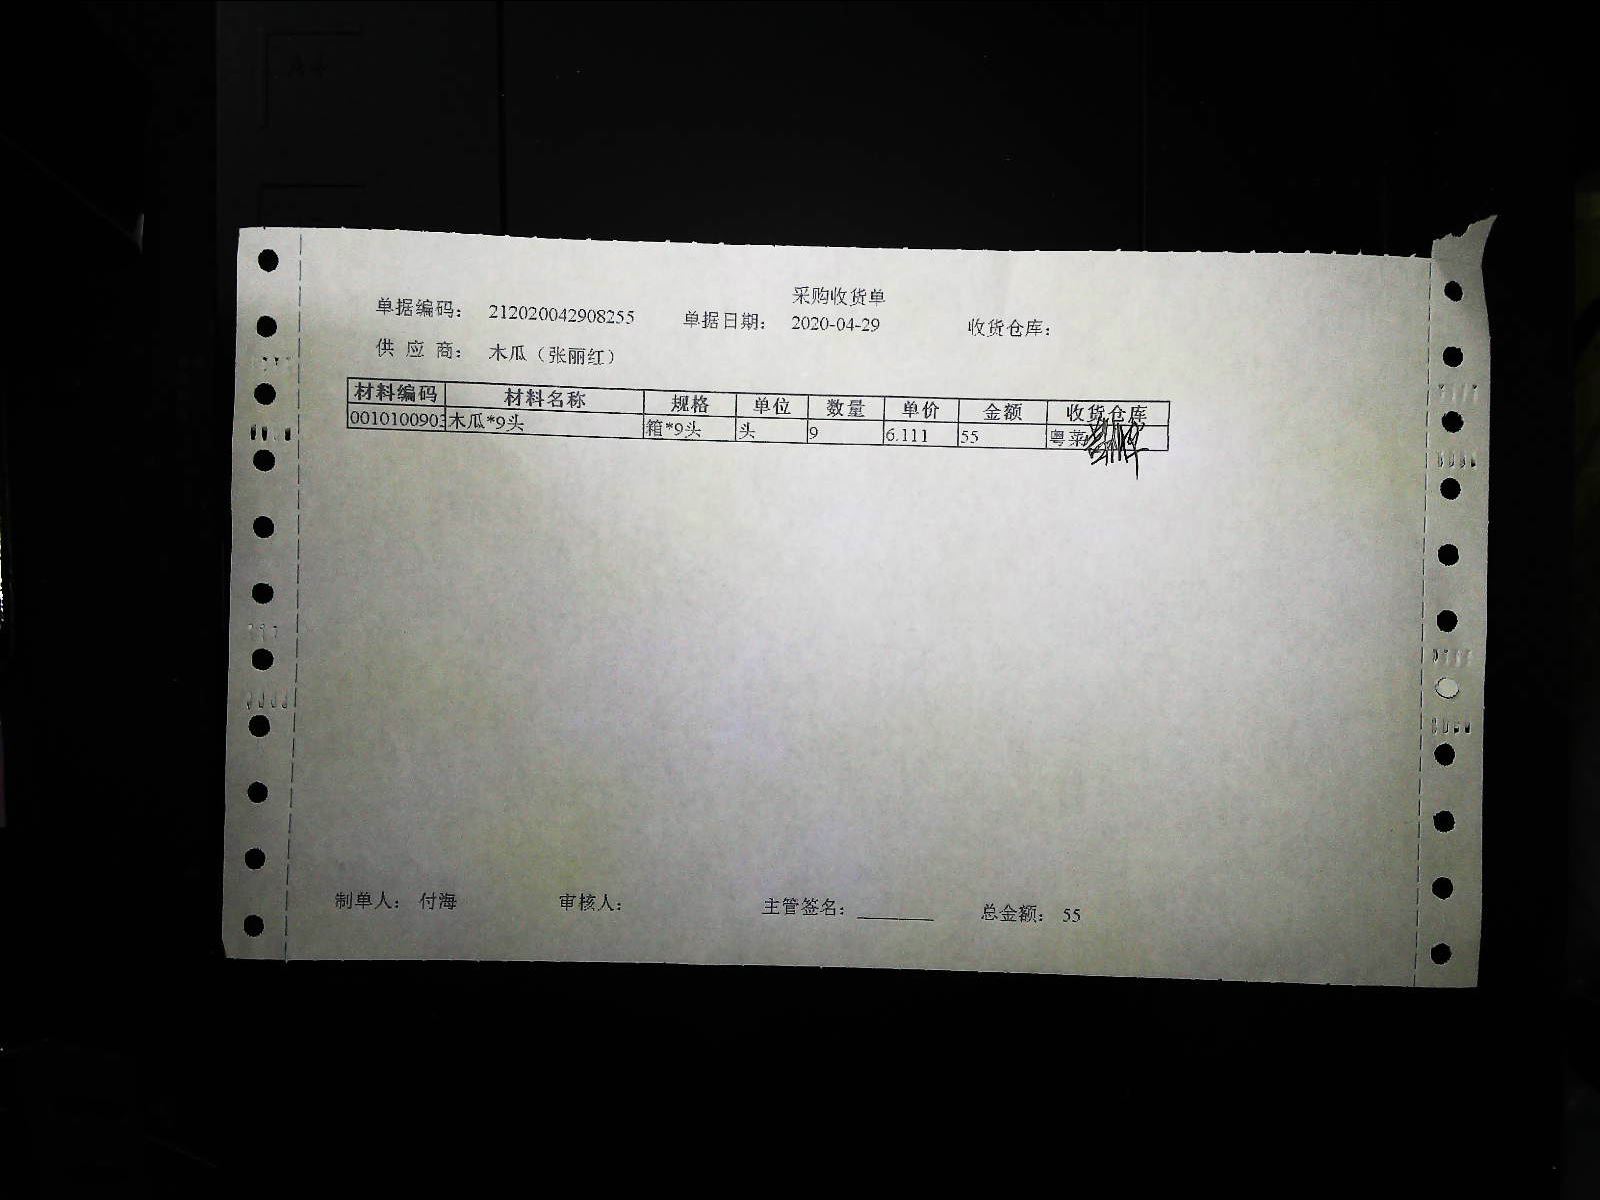 采购收货单
单据编码： 212020042908255 单据日期： 2020-04-29 收货仓库：
供 应 商： 木瓜（张丽红）
材料编码 材料名称 规格 单位 数量 单价 金额 收货仓库
0010100903 木瓜*9头 箱*9头 头 9 6.111 55 粤菜
制单人： 付海 审核人： 主管签名： ________ 总金额： 55